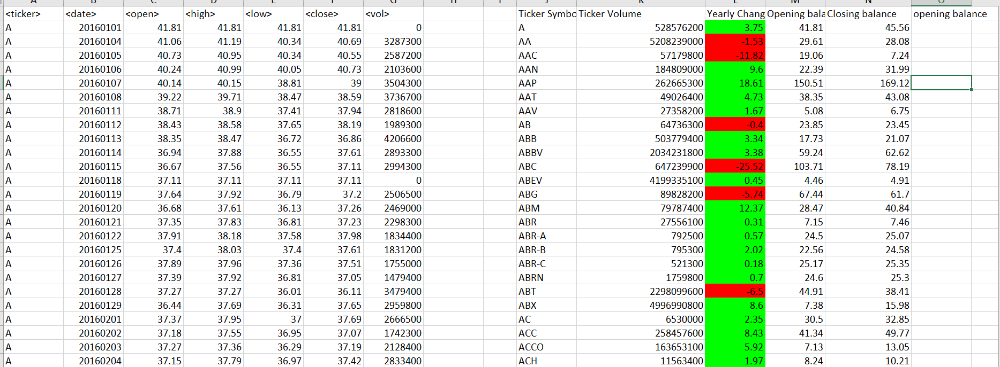 <ticker> <date> <open> <high> <low> <close> <vol> Ticker Symbo Ticker Volume Yearly Chang Opening bala Closing balance opening balance
A 20160101 41.81 41.81 41.81 41.81 0 A 528576200 3.75 41.81 45.56
A 20160104 41.06 41.19 40.34 40.69 3287300 AA 5208239000 -1.53 29.61 28.08
A 20160105 40.73 40.95 40.34 40.55 2587200 AAC 57179800 -11.82 19.06 7.24
A 20160106 40.24 40.99 40.05 40.73 2103600 AAN 184809000 9.6 22.39 31.99
A 20160107 40.14 40.15 38.81 39 3504300 AAP 262665300 18.61 150.51 169.12
A 20160108 39.22 39.71 38.47 38.59 3736700 AAT 49026400 4.73 38.35 43.08
A 20160111 38.71 38.9 37.41 37.94 2818600 AAV 27358200 1.67 5.08 6.75
A 20160112 38.43 38.58 37.65 38.19 1989300 AB 64736300 -0.4 23.85 23.45
A 20160113 38.35 38.47 36.72 36.86 4206600 ABB 503779400 3.34 17.73 21.07
A 20160114 36.94 37.88 36.55 37.61 2893300 ABBV 2034231800 3.38 59.24 62.62
A 20160115 36.67 37.56 36.55 37.11 2994300 ABC 647239900 -25.52 103.71 78.19
A 20160118 37.11 37.11 37.11 37.11 0 ABEV 4199335100 0.45 4.46 4.91
A 20160119 37.64 37.92 36.79 37.2 2506500 ABG 89828200 -5.74 67.44 61.7
A 20160120 36.68 37.61 36.13 37.26 2469000 ABM 79787400 12.37 28.47 40.84
A 20160121 37.35 37.83 36.81 37.23 2298300 ABR 27556100 0.31 7.15 7.46
A 20160122 37.91 38.18 37.58 37.98 1834400 ABR-A 792500 0.57 24.5 25.07
A 20160125 37.4 38.03 37.4 37.61 1831200 ABR-B 795300 2.02 22.56 24.58
A 20160126 37.89 37.96 37.36 37.51 1755000 ABR-C 521300 0.18 25.17 25.35
A 20160127 37.39 37.92 36.81 37.05 1479400 ABRN 1759800 0.7 24.6 25.3
A 20160128 37.27 37.27 36.01 36.11 3479400 ABT 2298099600 -6.5 44.91 38.41
A 20160129 36.44 37.69 36.31 37.65 2959800 ABX 4996990800 8.6 7.38 15.98
A 20160201 37.37 37.95 37 37.69 2666500 AC 6530000 2.35 30.5 32.85
A 20160202 37.18 37.55 36.95 37.07 1742300 ACC 258457600 8.43 41.34 49.77
A 20160203 37.27 37.36 36.29 37.19 2128400 ACCO 163653100 5.92 7.13 13.05
A 20160204 37.15 37.79 36.97 37.42 2833400 ACH 11563400 1.97 8.24 10.21